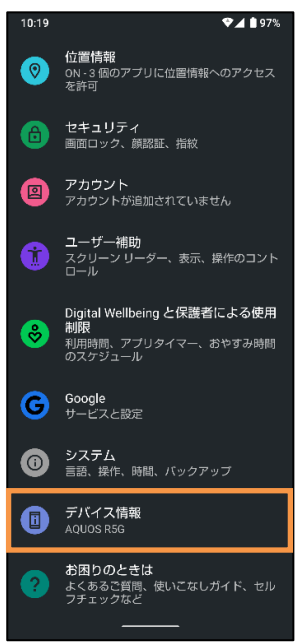 10:19 97%
位置情報
ON - 3 個のアプリに位置情報へのアクセス
を許可
セキュリティ
画面ロック、顔認証、指紋
アカウント
アカウントが追加されていません
ユーザー補助
スクリーン リーダー、表示、操作のコント
ロール
Digital Wellbeing と保護者による使用
制限
利用時間、アプリタイマー、おやすみ時間
のスケジュール
G
Google
サービスと設定
システム
言語、操作、時間、バックアップ
デバイス情報
AQUOS R5G
?
お困りのときは
よくあるご質問、使いこなしガイド、セル
フチェックなど